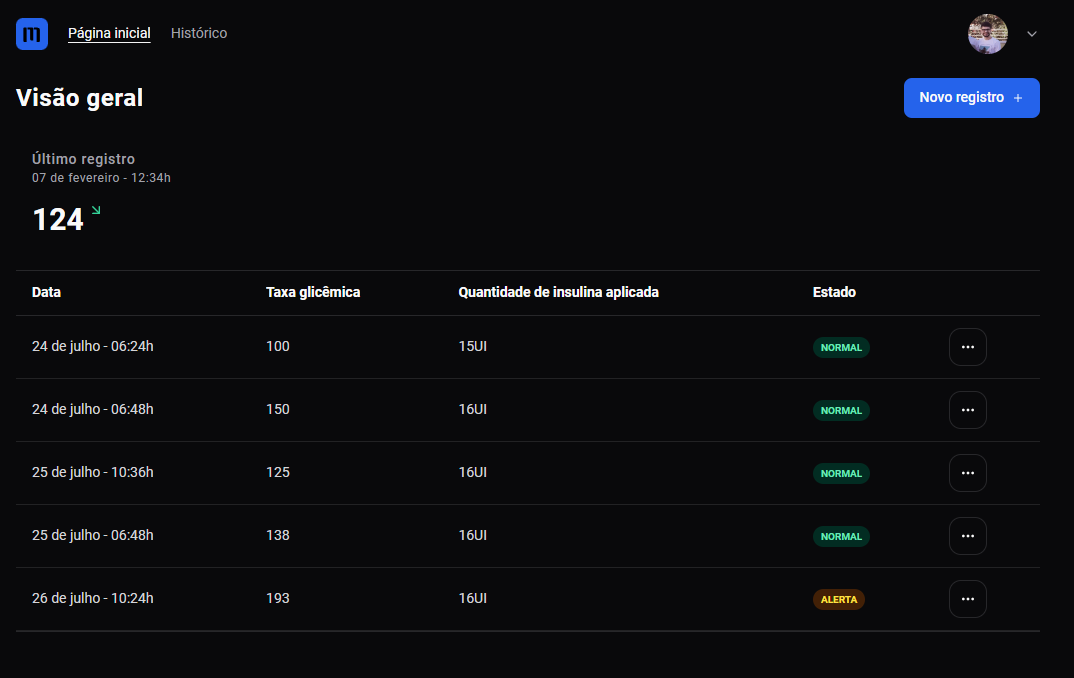 m Página inicial Histórico
Visão geral
Novo registro +
Último registro
07 de fevereiro - 12:34h
124
Data Taxa glicêmica Quantidade de insulina aplicada Estado
24 de julho - 06:24h 100 15UI NORMAL
24 de julho - 06:48h 150 16UI NORMAL
25 de julho - 10:36h 125 16UI NORMAL
25 de julho - 06:48h 138 16UI NORMAL
26 de julho - 10:24h 193 16UI ALERTA